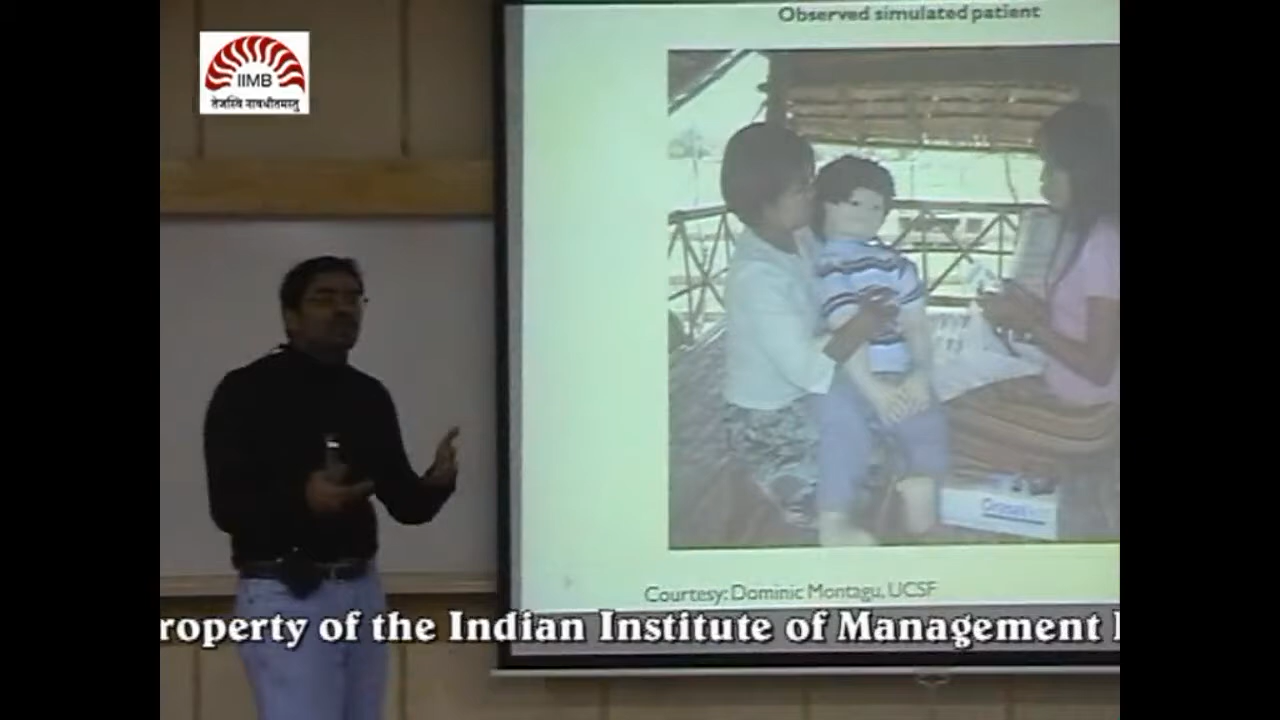 Observed simulated patient
IIMB
तेजस्वि नावधीतमस्तु
Courtesy: Dominic Montagu, UCSF
roperty of the Indian Institute of Management